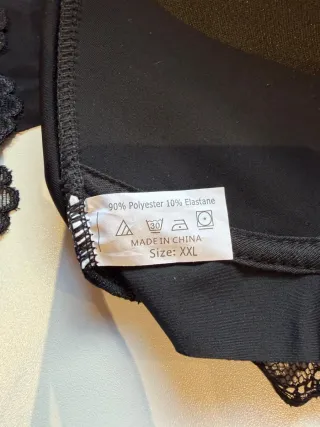 90% Polyester 10% Elastane
30
MADE IN CHINA
Size: XXL